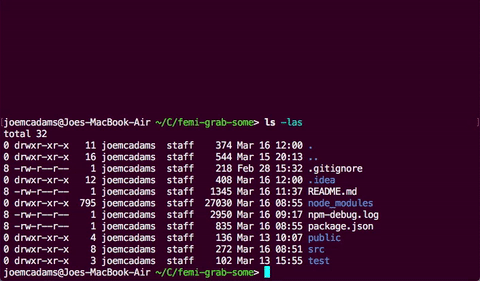 joemcadams@Joes-MacBook-Air ~/C/femi-grab-some> ls -las
total 32
0 drwxr-xr-x 11 joemcadams staff 374 Mar 16 12:00 .
0 drwxr-xr-x 16 joemcadams staff 544 Mar 15 20:13 ..
8 -rw-r--r-- 1 joemcadams staff 218 Feb 28 15:32 .gitignore
0 drwxr-xr-x 12 joemcadams staff 408 Mar 16 12:00 .idea
8 -rw-r--r-- 1 joemcadams staff 1345 Mar 16 11:37 README.md
0 drwxr-xr-x 795 joemcadams staff 27030 Mar 16 08:55 node_modules
8 -rw-r--r-- 1 joemcadams staff 2950 Mar 16 09:17 npm-debug.log
8 -rw-r--r-- 1 joemcadams staff 835 Mar 16 08:55 package.json
0 drwxr-xr-x 4 joemcadams staff 136 Mar 13 10:07 public
0 drwxr-xr-x 8 joemcadams staff 272 Mar 16 08:51 src
0 drwxr-xr-x 3 joemcadams staff 102 Mar 13 15:55 test
joemcadams@Joes-MacBook-Air ~/C/femi-grab-some>